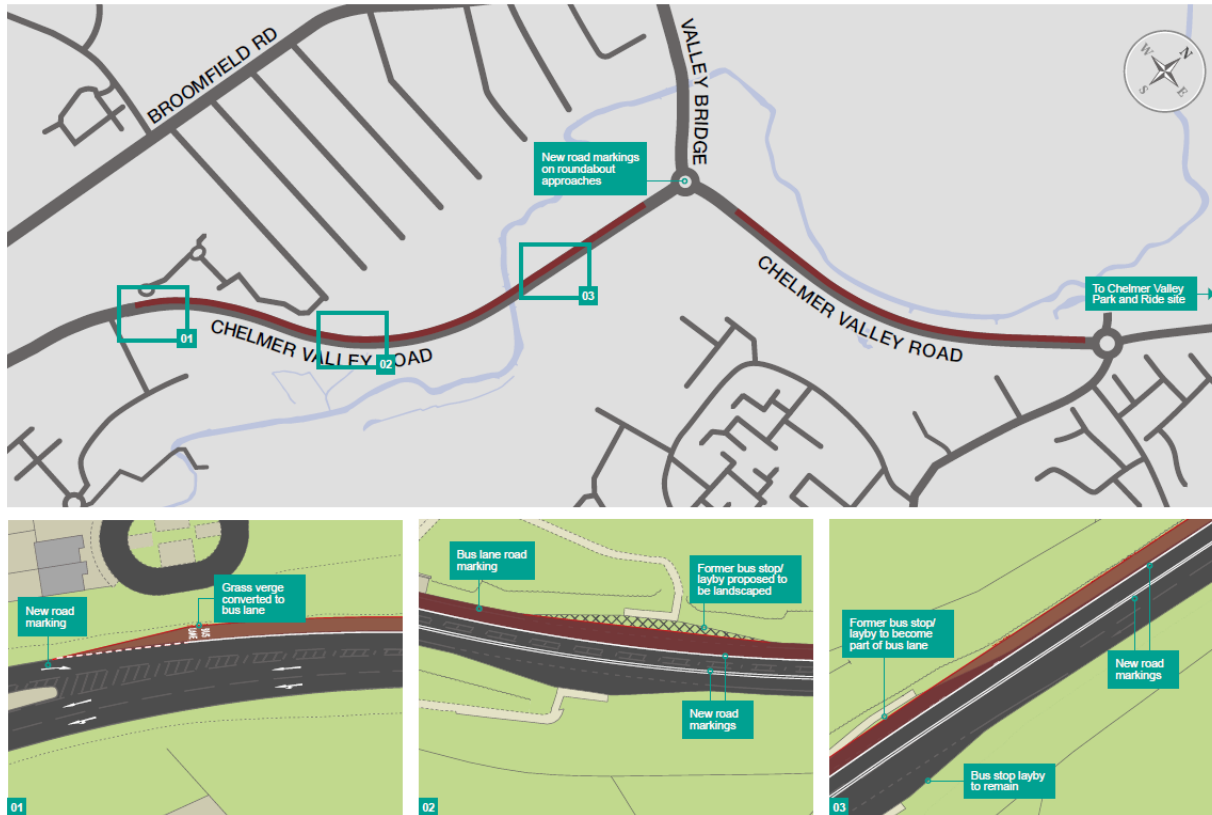 BROOMFIELD RD
VALLEY BRIDGE
W
N
S
E
New road markings
on roundabout
approaches
To Chelmer Valley
Park and Ride site
CHELMER VALLEY ROAD
CHELMER VALLEY ROAD
01
02
03
New road
marking
Grass verge
converted to
bus lane
BUS
LANE
01
Bus lane road
marking
Former bus stop/
layby proposed to
be landscaped
New road
markings
02
Former bus stop/
layby to become
part of bus lane
New road
markings
Bus stop layby
to remain
03